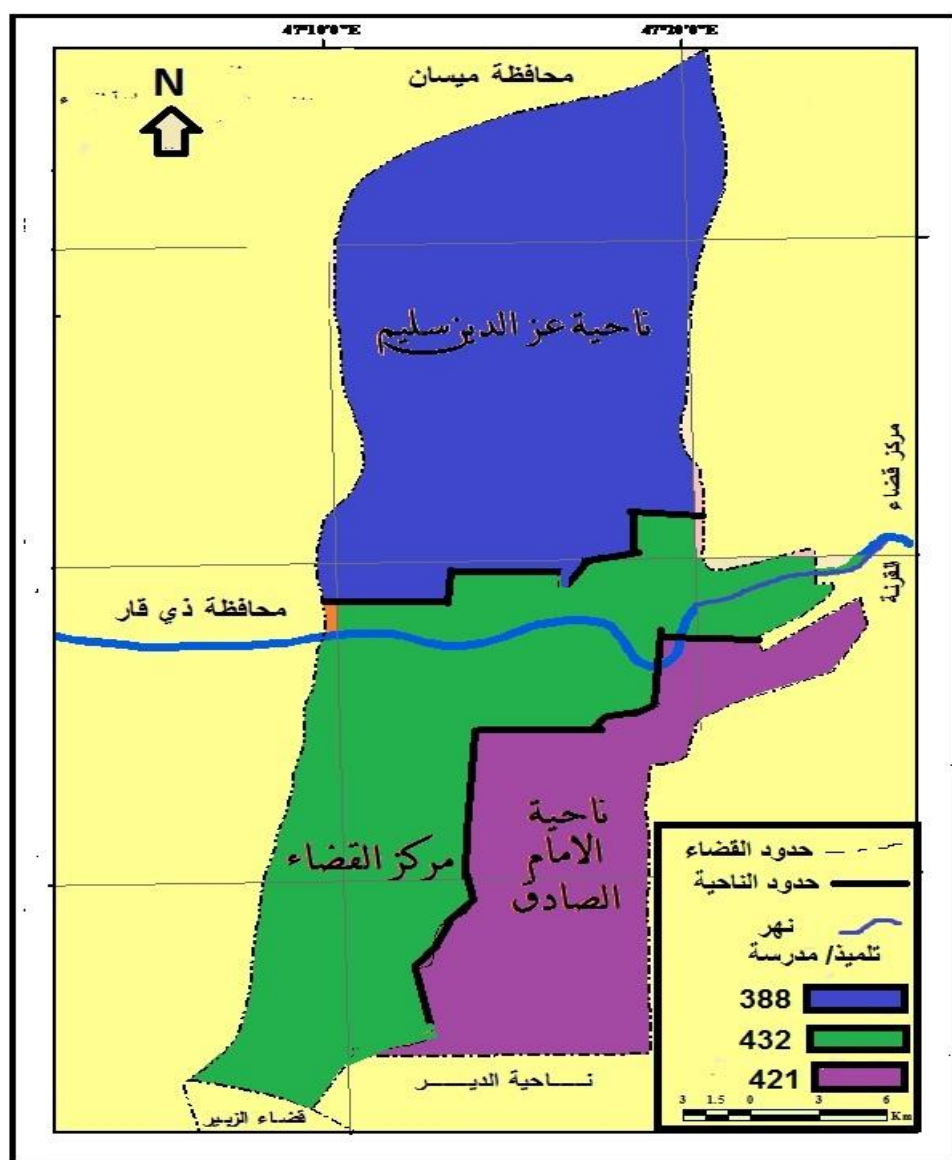 47°10'0"E
47°20'0"E
محافظة ميسان
N
ناحية عز الدين سليم
مركز قضاء
القرنة
محافظة ذي قار
ناحية
الامام
الصادق
مركز القضاء
ناحية الديـــر
قضاء الزبير
حدود القضاء
حدود الناحية
نهر
تلميذ/ مدرسة
388
432
421
3 1.5 0 3 6
Km